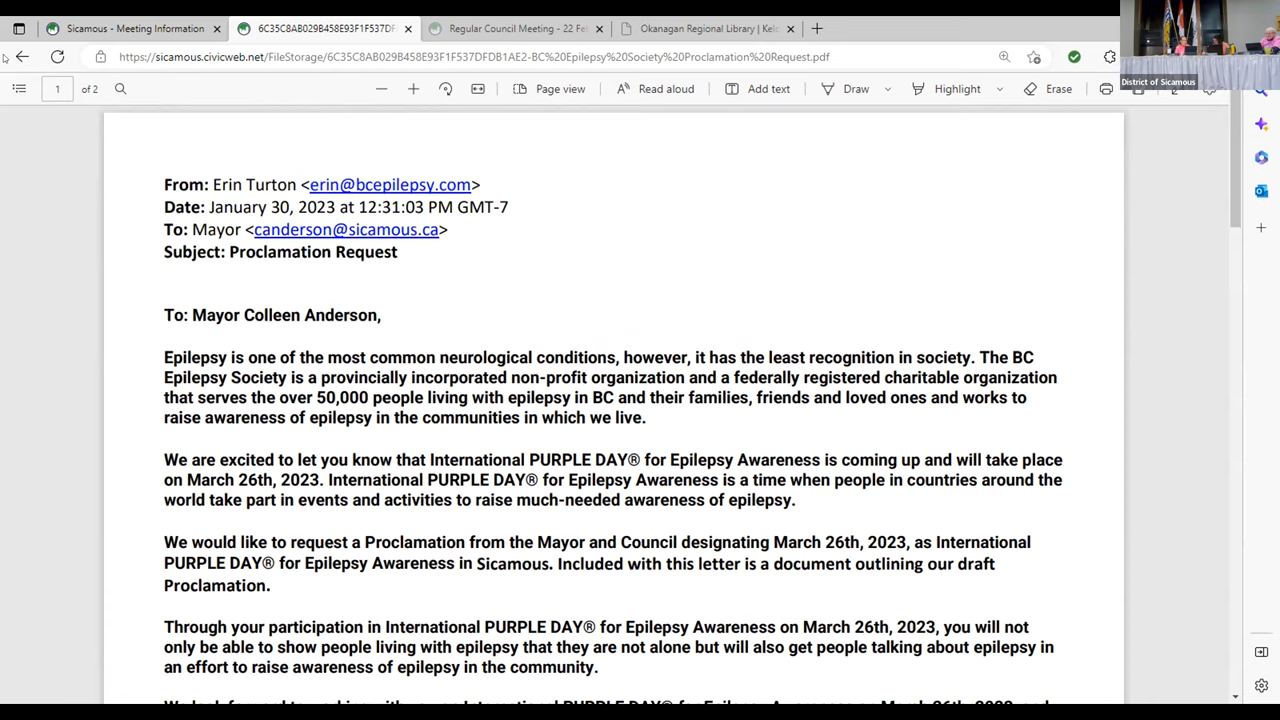 Sicamous - Meeting Information
6C35C8AB029B458E93F1F537DF
Regular Council Meeting - 22 Fe
Okanagan Regional Library | Kel
https://sicamous.civicweb.net/FileStorage/6C35C8AB029B458E93F1F537DFDB1AE2-BC%20Epilepsy%20Society%20Proclamation%20Request.pdf
District of Sicamous
1 of 2
Page view
Read aloud
Add text
Draw
Highlight
Erase
From: Erin Turton <erin@bcepilepsy.com>
Date: January 30, 2023 at 12:31:03 PM GMT-7
To: Mayor <canderson@sicamous.ca>
Subject: Proclamation Request
To: Mayor Colleen Anderson,
Epilepsy is one of the most common neurological conditions, however, it has the least recognition in society. The BC
Epilepsy Society is a provincially incorporated non-profit organization and a federally registered charitable organization
that serves the over 50,000 people living with epilepsy in BC and their families, friends and loved ones and works to
raise awareness of epilepsy in the communities in which we live.
We are excited to let you know that International PURPLE DAY® for Epilepsy Awareness is coming up and will take place
on March 26th, 2023. International PURPLE DAY® for Epilepsy Awareness is a time when people in countries around the
world take part in events and activities to raise much-needed awareness of epilepsy.
We would like to request a Proclamation from the Mayor and Council designating March 26th, 2023, as International
PURPLE DAY® for Epilepsy Awareness in Sicamous. Included with this letter is a document outlining our draft
Proclamation.
Through your participation in International PURPLE DAY® for Epilepsy Awareness on March 26th, 2023, you will not
only be able to show people living with epilepsy that they are not alone but will also get people talking about epilepsy in
an effort to raise awareness of epilepsy in the community.